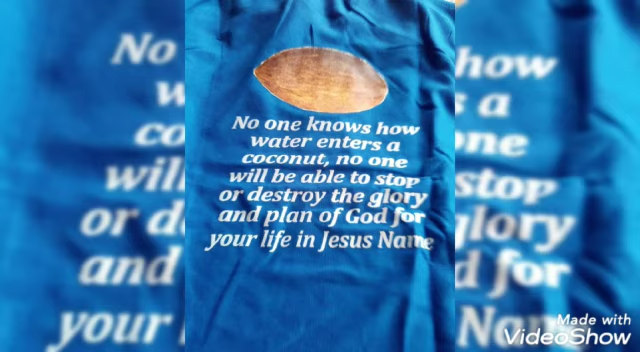 No one knows how
water enters a
coconut, no one
will be able to stop
or destroy the glory
and plan of God for
your life in Jesus Name
Made with
VideoShow